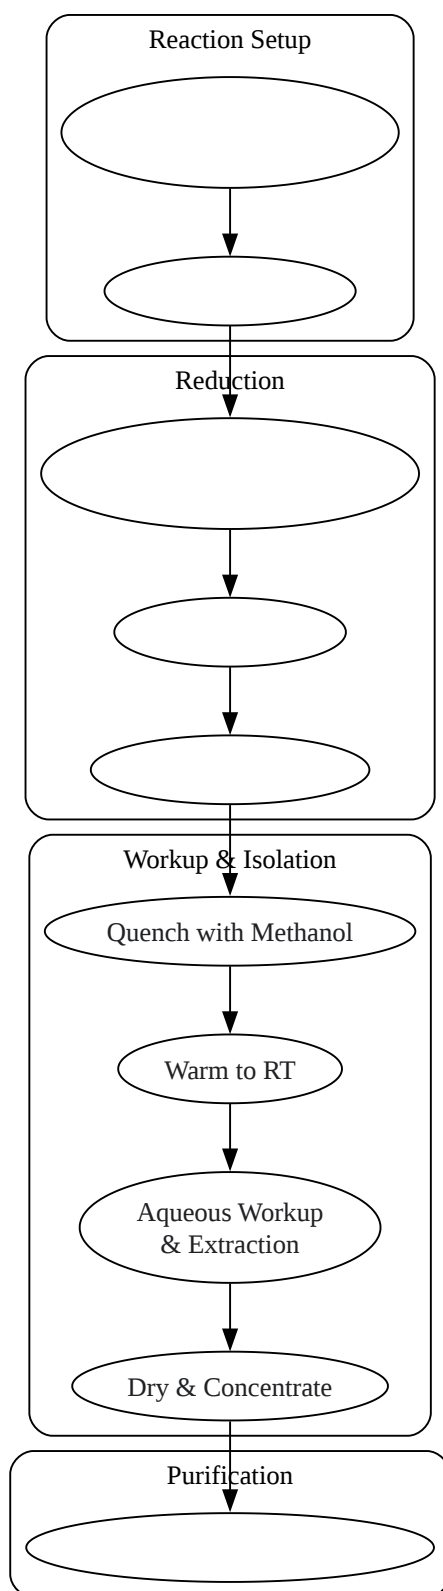 Reaction Setup
Reduction
Workup & Isolation
Quench with Methanol
Warm to RT
Aqueous Workup
& Extraction
Dry & Concentrate
Purification